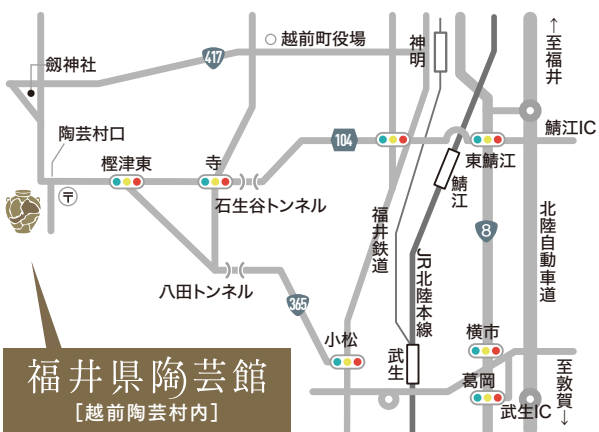 ↑至福井
神明
越前町役場
417
劔神社
鯖江IC
陶芸村口
104
東鯖江
樫津東
寺
鯖江
〒
石生谷トンネル
福井鉄道
北陸自動車道
8
JR北陸本線
八田トンネル
365
小松
横市
武生
至敦賀↓
葛岡
武生IC
福井県陶芸館
[越前陶芸村内]